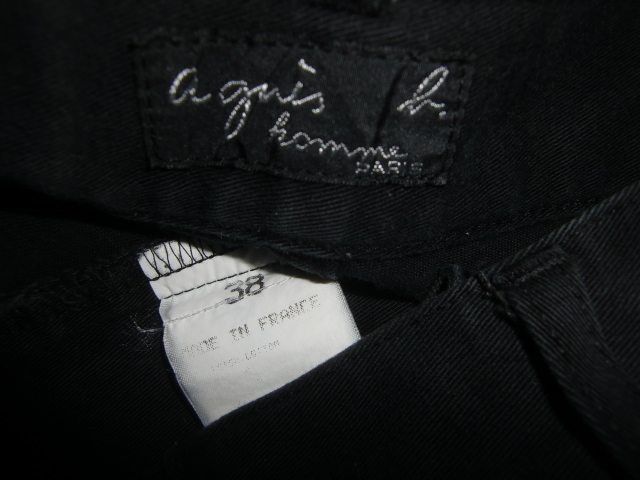 agnès b.
homme
PARIS
38
MADE IN FRANCE